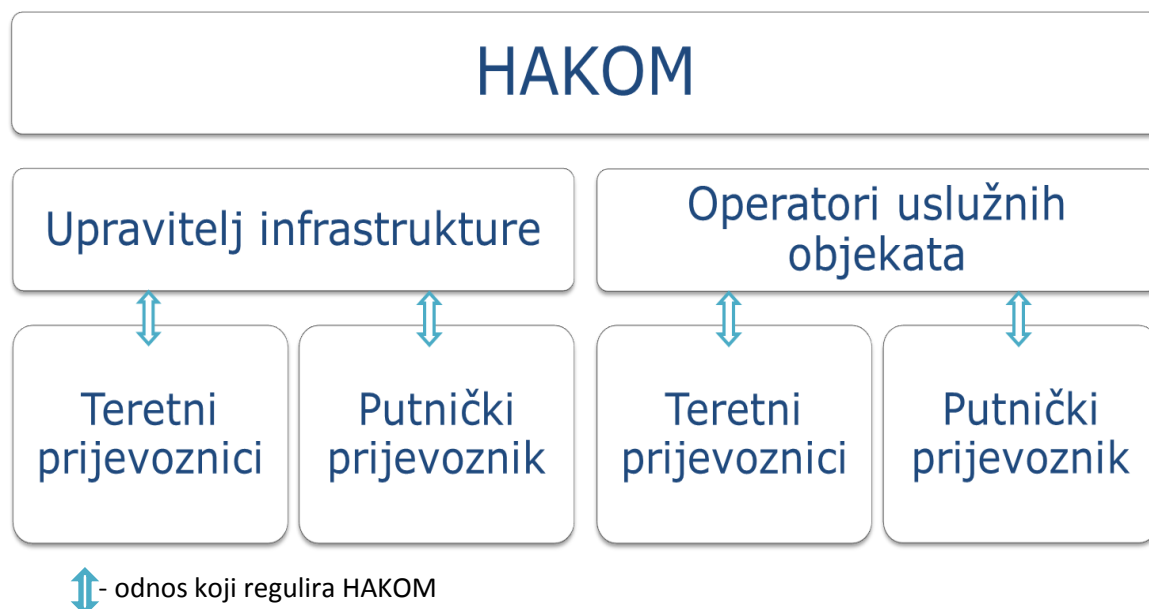 HAKOM
Upravitelj infrastrukture
Operatori uslužnih
objekata
Teretni
prijevoznici
Putnički
prijevoznik
Teretni
prijevoznici
Putnički
prijevoznik
- odnos koji regulira HAKOM